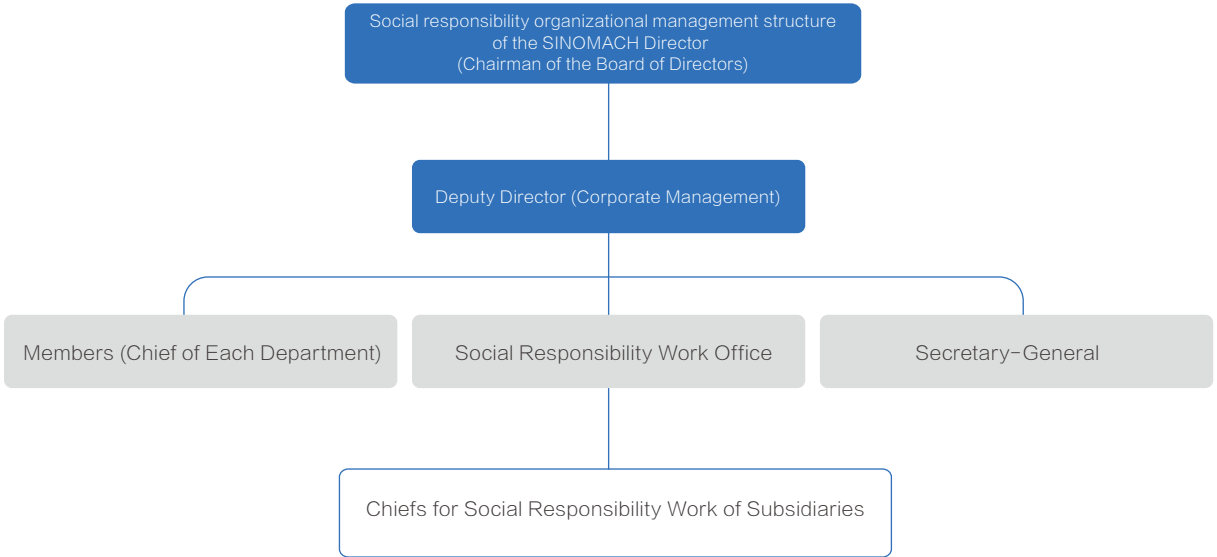 Social responsibility organizational management structure
of the SINOMACH Director
(Chairman of the Board of Directors)
Deputy Director (Corporate Management)
Members (Chief of Each Department)
Social Responsibility Work Office
Secretary-General
Chiefs for Social Responsibility Work of Subsidiaries